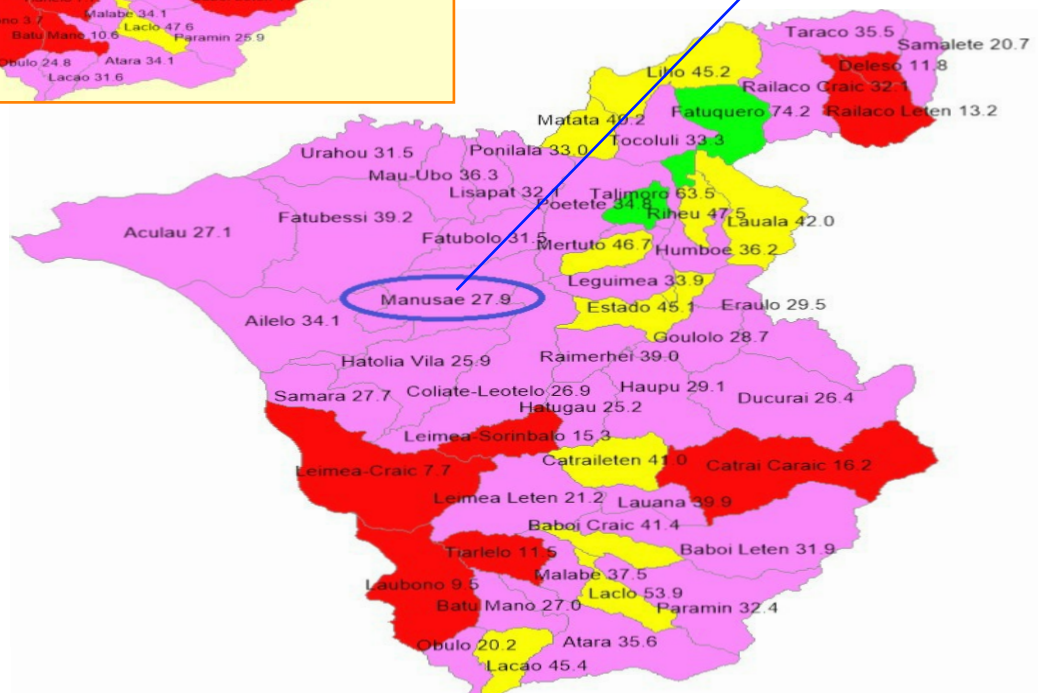 Malabe 34.1
Laclo 47.6
Batu Mano 10.6
Paramin 25.9
Atara 34.1
Obulo 24.8
Lacao 31.6
Taraco 35.5
Samalete 20.7
Deleso 11.8
Liho 45.2
Railaco Craic 32.1
Fatuquero 74.2
Railaco Leten 13.2
Tocoluli 33.3
Urahou 31.5
Ponilala 33.0
Mau-Ubo 36.3
Lisapat 32.1
Talimoro 63.5
Poetete 34.8
Riheu 47.5
Lauala 42.0
Fatubessi 39.2
Aculau 27.1
Fatubolo 31.5
Mertuto 46.7
Humboe 36.2
Leguimea 33.9
Manusae 27.9
Estado 45.1
Eraulo 29.5
Ailelo 34.1
Goulolo 28.7
Hatolia Vila 25.9
Raimerhei 39.0
Samara 27.7
Coliate-Leotelo 26.9
Haupu 29.1
Ducurai 26.4
Hatugau 25.2
Leimea-Sorinbalo 15.3
Leimea-Craic 7.7
Catraileten 41.0
Catrai Caraic 16.2
Leimea Leten 21.2
Lauana 39.9
Baboi Craic 41.4
Tiarlelo 11.5
Baboi Leten 31.9
Laubono 9.5
Malabe 37.5
Laclo 53.9
Batu Mano 27.0
Paramin 32.4
Obulo 20.2
Atara 35.6
Lacao 45.4